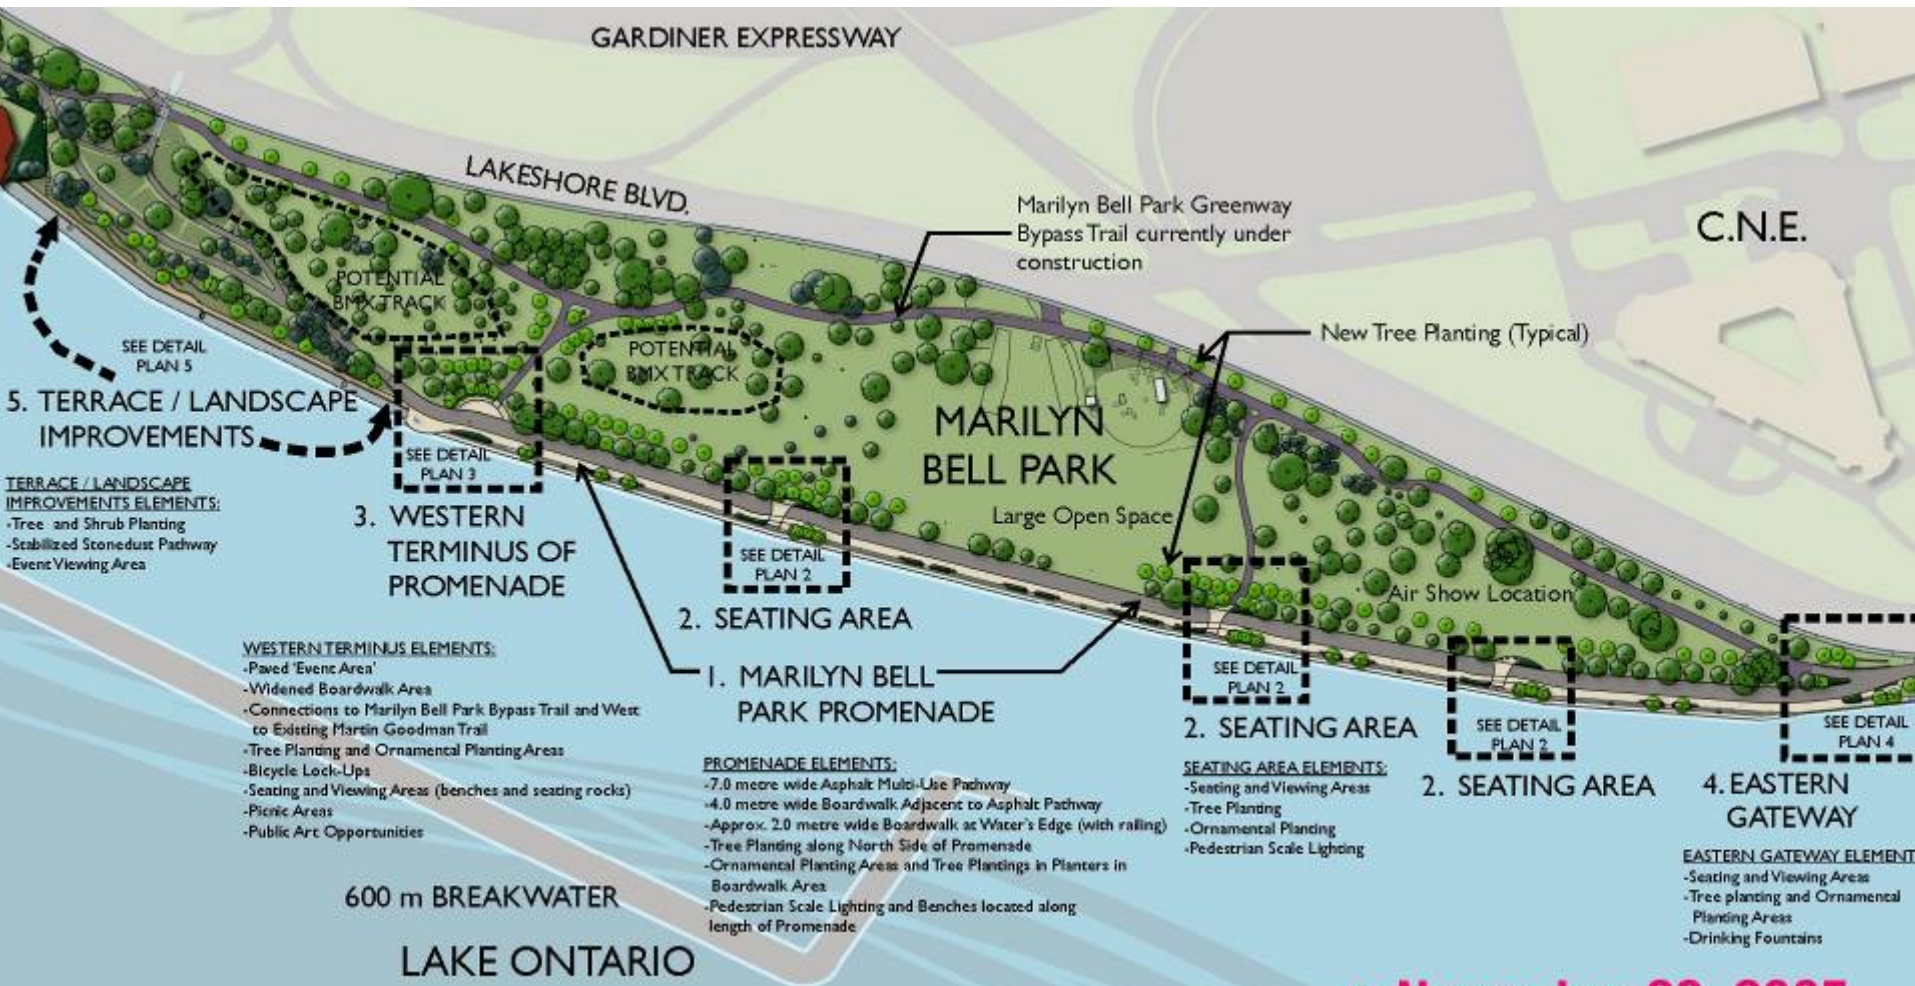 GARDINER EXPRESSWAY
LAKESHORE BLVD.
Marilyn Bell Park Greenway
Bypass Trail currently under
construction
C.N.E.
New Tree Planting (Typical)
POTENTIAL
BMX TRACK
POTENTIAL
BMX TRACK
SEE DETAIL
PLAN 5
5. TERRACE / LANDSCAPE
IMPROVEMENTS
TERRACE / LANDSCAPE
IMPROVEMENTS ELEMENTS:
-Tree and Shrub Planting
-Stabilized Stonedust Pathway
-Event Viewing Area
MARILYN
BELL PARK
Large Open Space
Air Show Location
SEE DETAIL
PLAN 3
3. WESTERN
TERMINUS OF
PROMENADE
WESTERN TERMINUS ELEMENTS:
-Paved 'Event Area'
-Widened Boardwalk Area
-Connections to Marilyn Bell Park Bypass Trail and West
to Existing Martin Goodman Trail
-Tree Planting and Ornamental Planting Areas
-Bicycle Lock-Ups
-Seating and Viewing Areas (benches and seating rocks)
-Picnic Areas
-Public Art Opportunities
SEE DETAIL
PLAN 2
2. SEATING AREA
1. MARILYN BELL
PARK PROMENADE
PROMENADE ELEMENTS:
-7.0 metre wide Asphalt Multi-Use Pathway
-4.0 metre wide Boardwalk Adjacent to Asphalt Pathway
-Approx. 2.0 metre wide Boardwalk at Water's Edge (with railing)
-Tree Planting along North Side of Promenade
-Ornamental Planting Areas and Tree Plantings in Planters in
Boardwalk Area
-Pedestrian Scale Lighting and Benches located along
length of Promenade
SEE DETAIL
PLAN 2
2. SEATING AREA
SEATING AREA ELEMENTS:
-Seating and Viewing Areas
-Tree Planting
-Ornamental Planting
-Pedestrian Scale Lighting
SEE DETAIL
PLAN 2
2. SEATING AREA
SEE DETAIL
PLAN 4
4. EASTERN
GATEWAY
EASTERN GATEWAY ELEMENT
-Seating and Viewing Areas
-Tree planting and Ornamental
Planting Areas
-Drinking Fountains
600 m BREAKWATER
LAKE ONTARIO